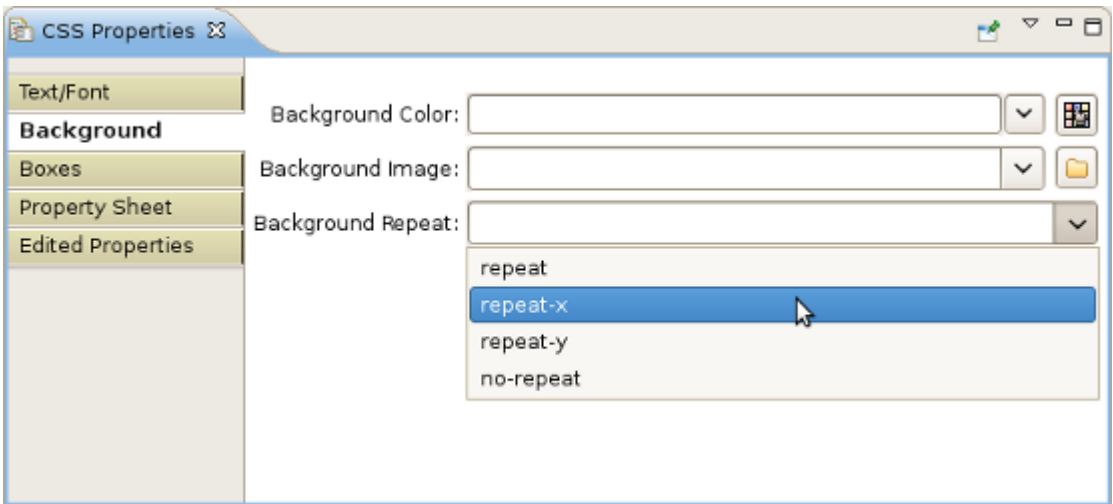 CSS Properties
Text/Font
Background
Boxes
Property Sheet
Edited Properties
Background Color:
Background Image:
Background Repeat:
repeat
repeat-x
repeat-y
no-repeat